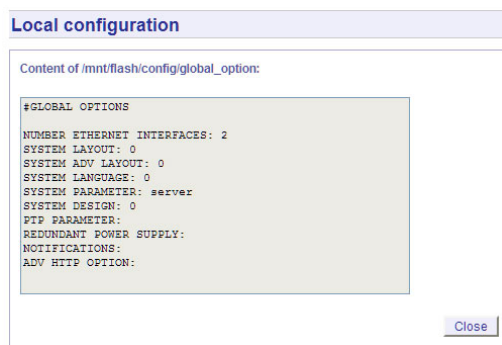 Local configuration
Content of /mnt/flash/config/global_option:
#GLOBAL OPTIONS
NUMBER ETHERNET INTERFACES: 2
SYSTEM LAYOUT: 0
SYSTEM ADV LAYOUT: 0
SYSTEM LANGUAGE: 0
SYSTEM PARAMETER: server
SYSTEM DESIGN: 0
PTP PARAMETER:
REDUNDANT POWER SUPPLY:
NOTIFICATIONS:
ADV HTTP OPTION:
Close